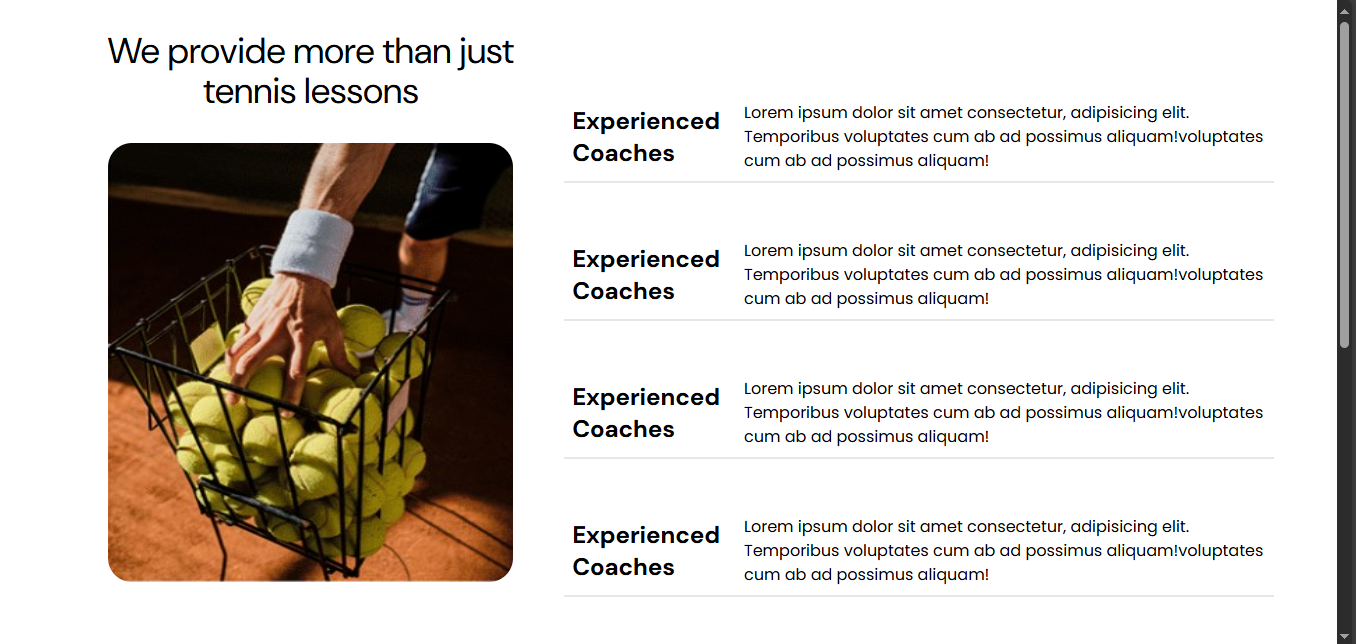 We provide more than just
tennis lessons
Experienced
Coaches
Lorem ipsum dolor sit amet consectetur, adipisicing elit.
Temporibus voluptates cum ab ad possimus aliquam!voluptates
cum ab ad possimus aliquam!
Experienced
Coaches
Lorem ipsum dolor sit amet consectetur, adipisicing elit.
Temporibus voluptates cum ab ad possimus aliquam!voluptates
cum ab ad possimus aliquam!
Experienced
Coaches
Lorem ipsum dolor sit amet consectetur, adipisicing elit.
Temporibus voluptates cum ab ad possimus aliquam!voluptates
cum ab ad possimus aliquam!
Experienced
Coaches
Lorem ipsum dolor sit amet consectetur, adipisicing elit.
Temporibus voluptates cum ab ad possimus aliquam!voluptates
cum ab ad possimus aliquam!